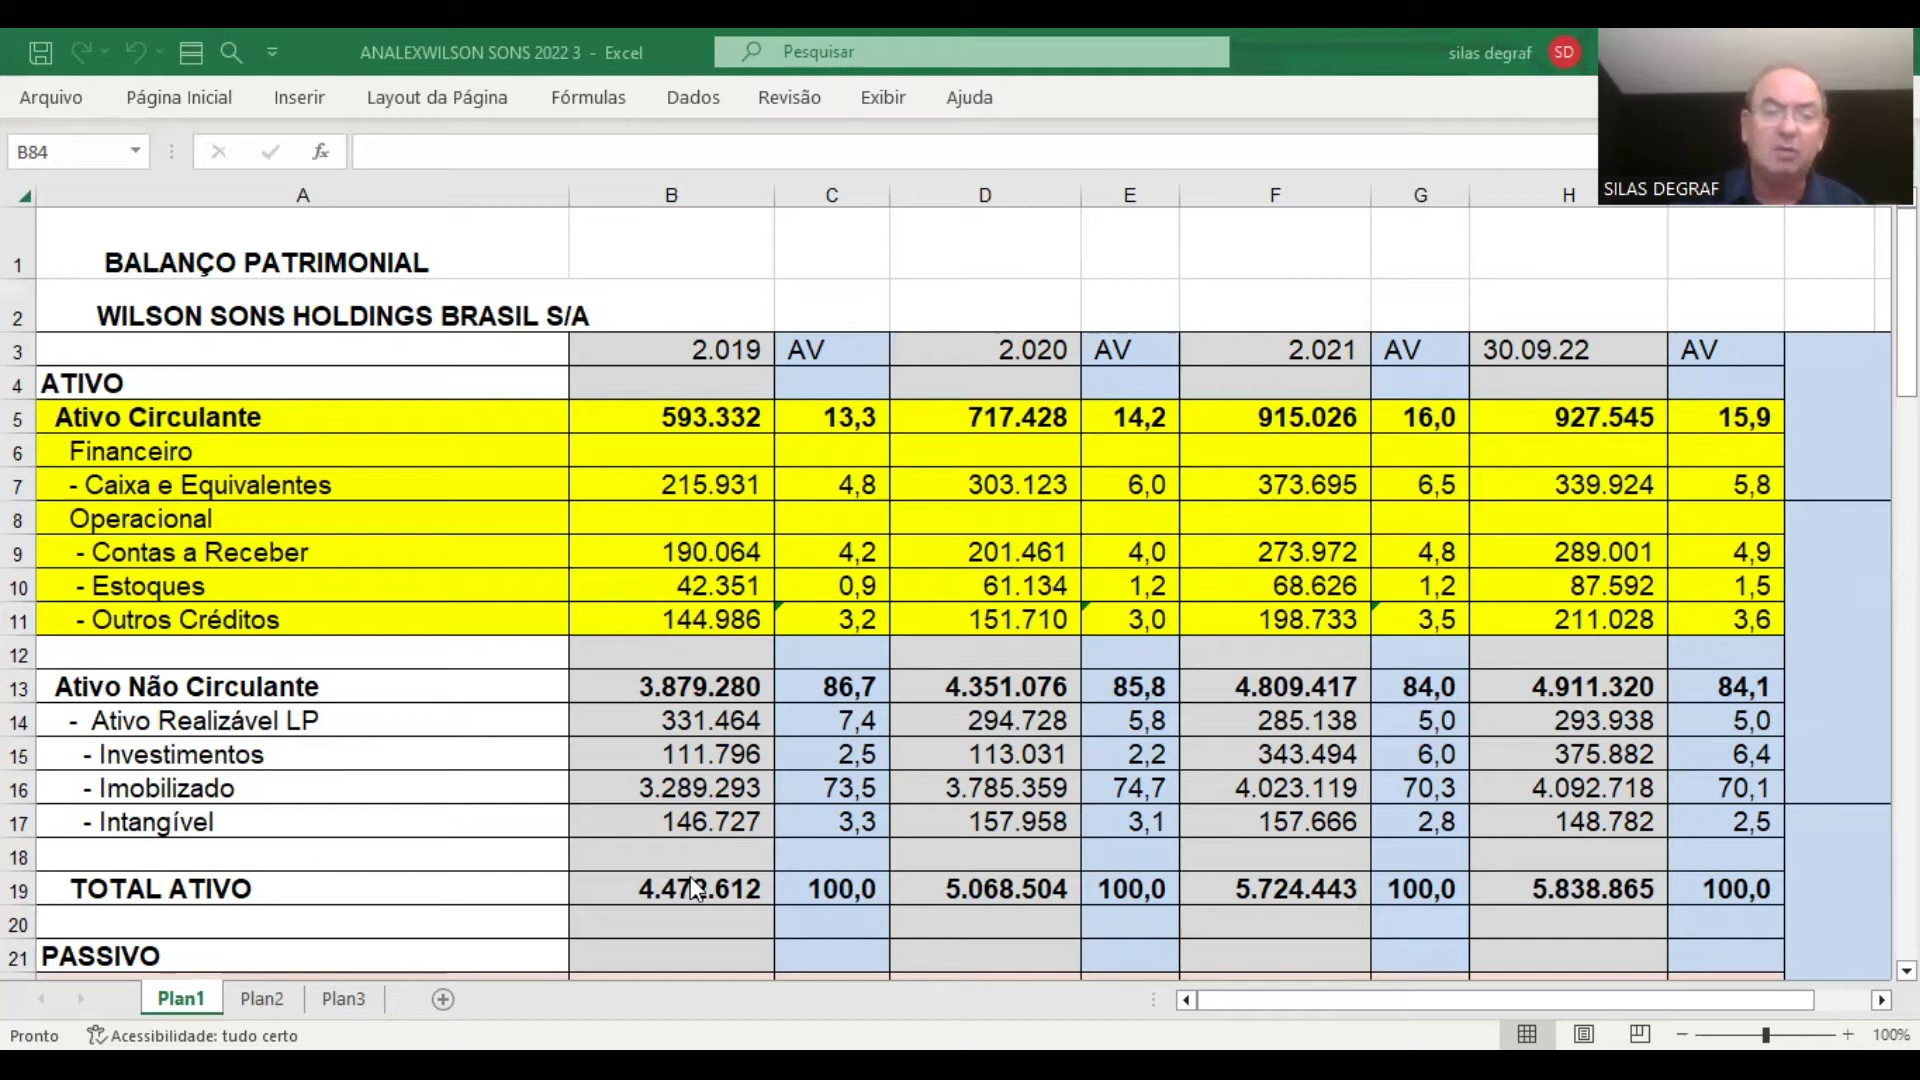 ANALEXWILSON SONS 2022 3 - Excel
Pesquisar
silas degraf SD
Arquivo Página Inicial Inserir Layout da Página Fórmulas Dados Revisão Exibir Ajuda
B84 fx
SILAS DEGRAF
A B C D E F G H
1 BALANÇO PATRIMONIAL
2 WILSON SONS HOLDINGS BRASIL S/A
3 2.019 AV 2.020 AV 2.021 AV 30.09.22 AV
4 ATIVO
5 Ativo Circulante 593.332 13,3 717.428 14,2 915.026 16,0 927.545 15,9
6 Financeiro
7 - Caixa e Equivalentes 215.931 4,8 303.123 6,0 373.695 6,5 339.924 5,8
8 Operacional
9 - Contas a Receber 190.064 4,2 201.461 4,0 273.972 4,8 289.001 4,9
10 - Estoques 42.351 0,9 61.134 1,2 68.626 1,2 87.592 1,5
11 - Outros Créditos 144.986 3,2 151.710 3,0 198.733 3,5 211.028 3,6
12
13 Ativo Não Circulante 3.879.280 86,7 4.351.076 85,8 4.809.417 84,0 4.911.320 84,1
14 - Ativo Realizável LP 331.464 7,4 294.728 5,8 285.138 5,0 293.938 5,0
15 - Investimentos 111.796 2,5 113.031 2,2 343.494 6,0 375.882 6,4
16 - Imobilizado 3.289.293 73,5 3.785.359 74,7 4.023.119 70,3 4.092.718 70,1
17 - Intangível 146.727 3,3 157.958 3,1 157.666 2,8 148.782 2,5
18
19 TOTAL ATIVO 4.472.612 100,0 5.068.504 100,0 5.724.443 100,0 5.838.865 100,0
20
21 PASSIVO
Plan1 Plan2 Plan3
Pronto Acessibilidade: tudo certo 100%